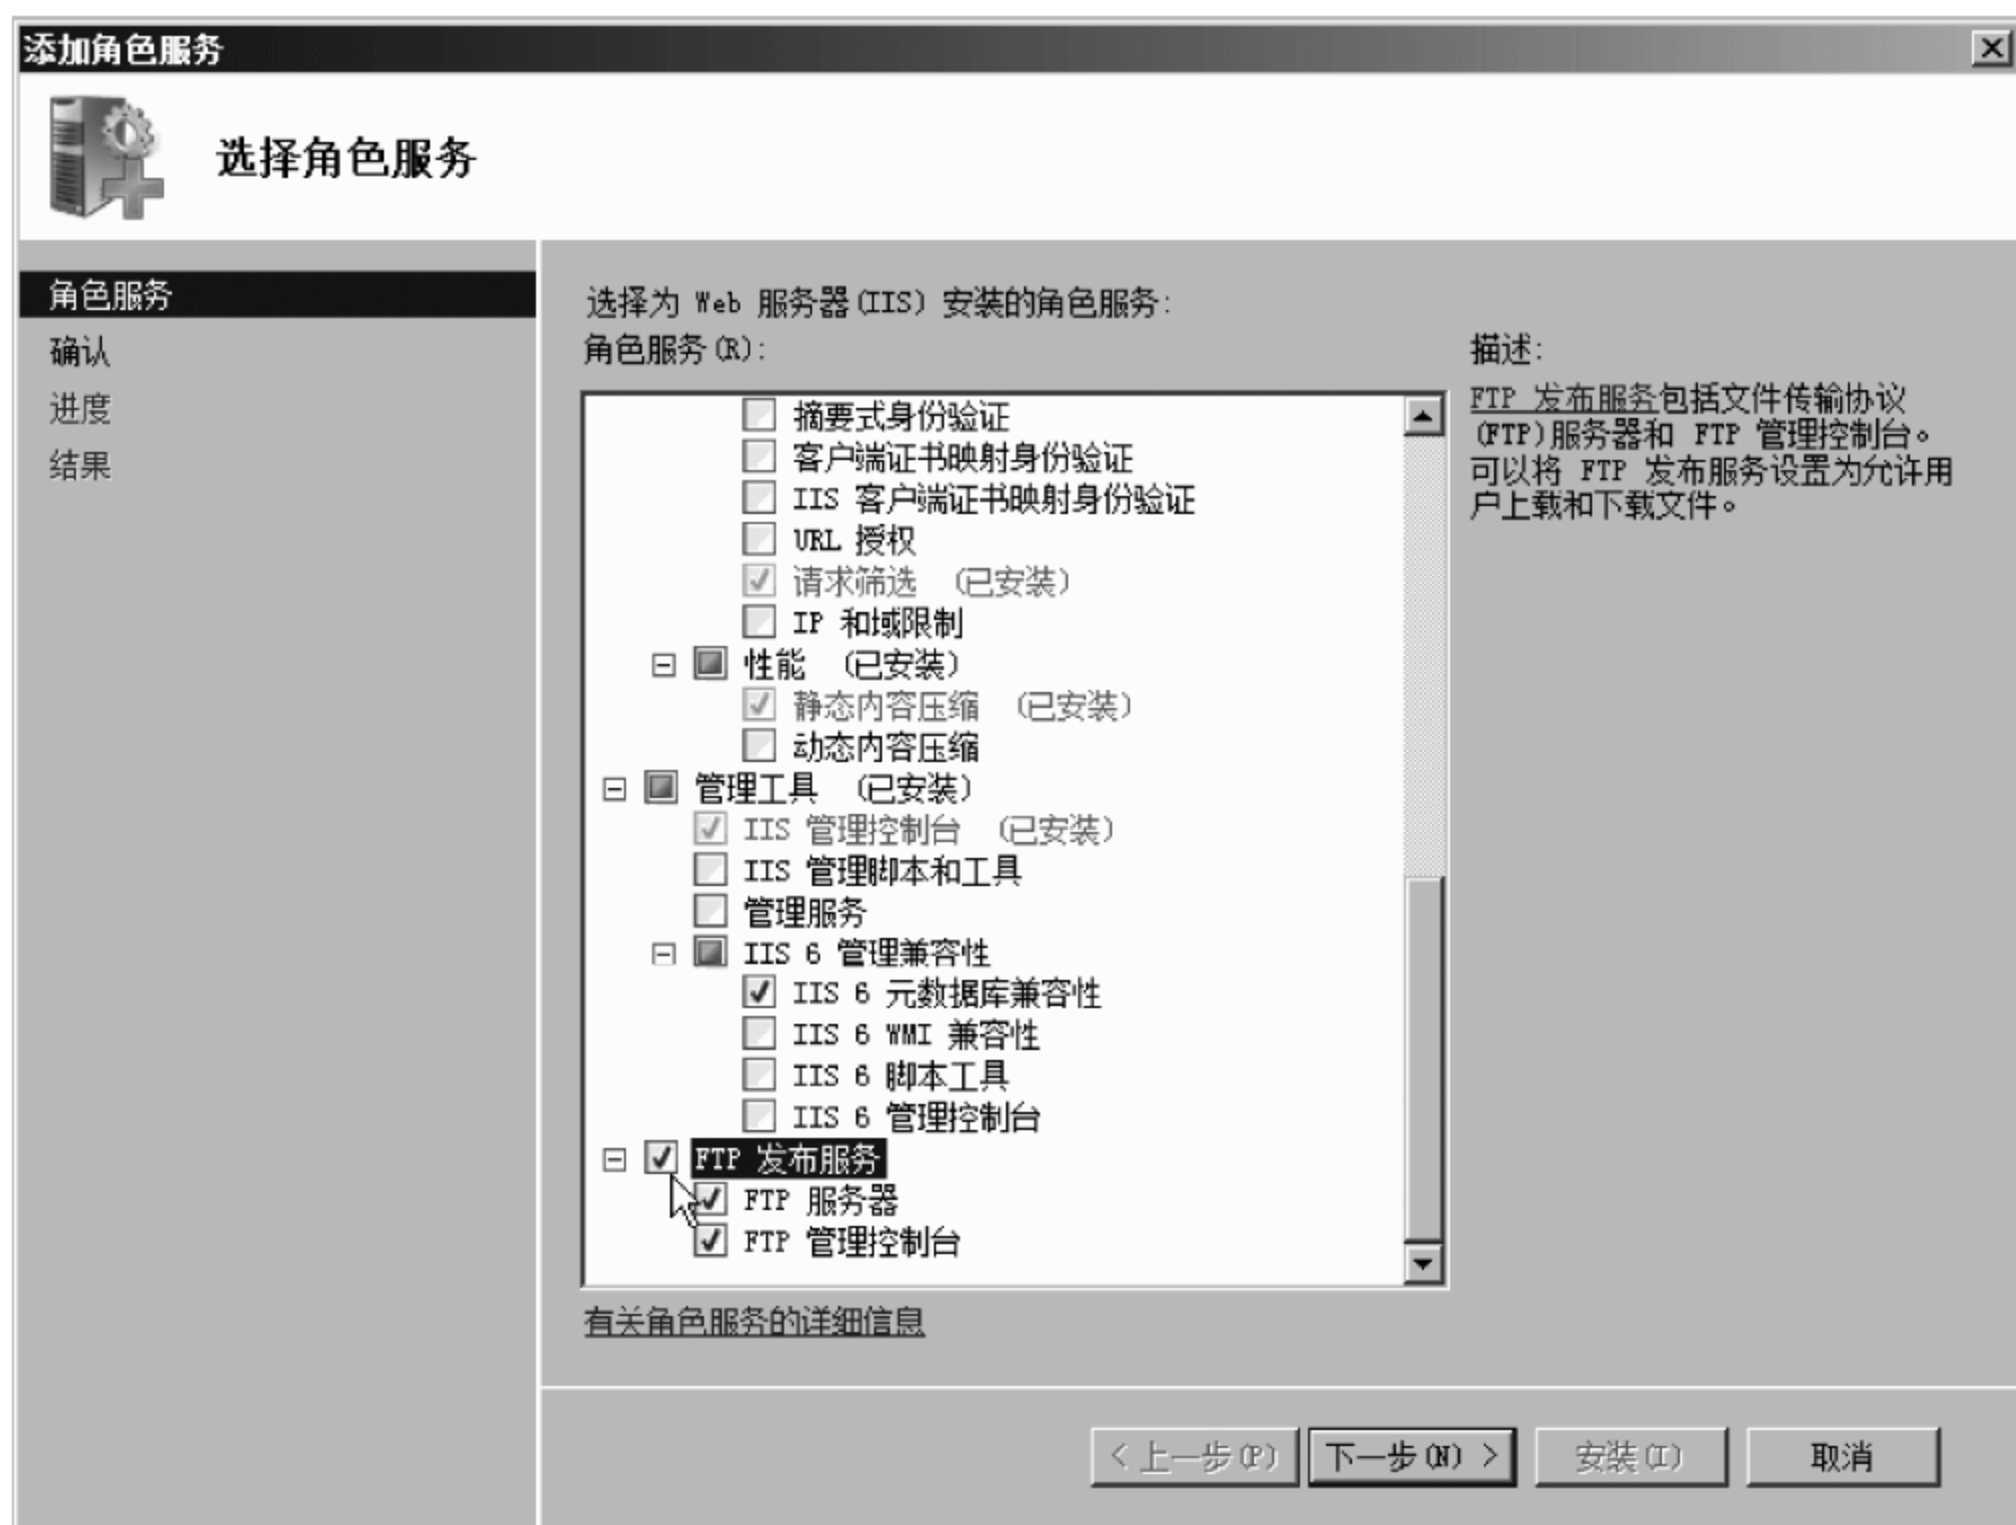 添加角色服务
选择角色服务
角色服务
确认
进度
结果
选择为 Web 服务器(IIS) 安装的角色服务:
角色服务(R):
摘要式身份验证
客户端证书映射身份验证
IIS 客户端证书映射身份验证
URL 授权
请求筛选 (已安装)
IP 和域限制
性能 (已安装)
静态内容压缩 (已安装)
动态内容压缩
管理工具 (已安装)
IIS 管理控制台 (已安装)
IIS 管理脚本和工具
管理服务
IIS 6 管理兼容性
IIS 6 元数据库兼容性
IIS 6 WMI 兼容性
IIS 6 脚本工具
IIS 6 管理控制台
FTP 发布服务
FTP 服务器
FTP 管理控制台
有关角色服务的详细信息
描述:
FTP 发布服务包括文件传输协议
(FTP)服务器和 FTP 管理控制台。
可以将 FTP 发布服务设置为允许用
户上载和下载文件。
< 上一步(P)
下一步(N) >
安装(I)
取消